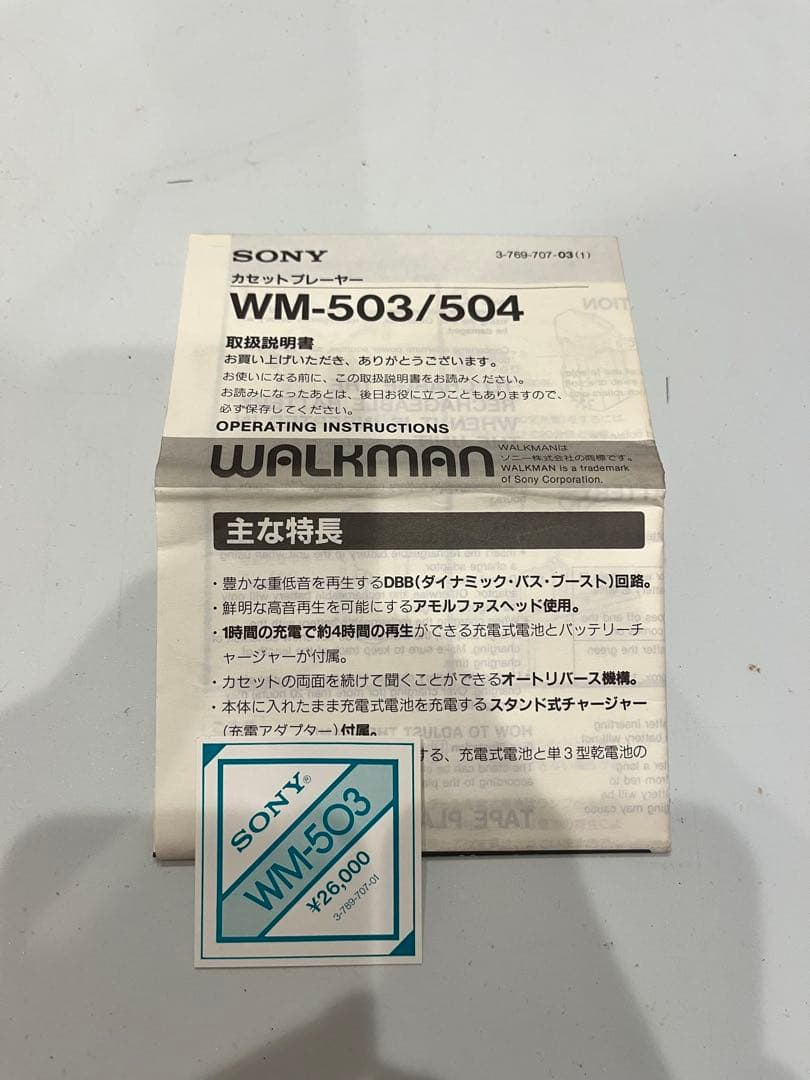 SONY
3-769-707-03(1)
カセットプレーヤー
WM-503/504
取扱説明書
お買い上げいただき、ありがとうございます。
お使いになる前に、この取扱説明書をお読みください。
お読みになったあとは、後日お役に立つこともありますので、
必ず保存してください。
OPERATING INSTRUCTIONS
WALKMAN
WALKMANは
ソニー株式会社の商標です。
WALKMAN is a trademark
of Sony Corporation.
主な特長
・豊かな重低音を再生するDBB(ダイナミック・バス・ブースト)回路。
・鮮明な高音再生を可能にするアモルファスヘッド使用。
・1時間の充電で約4時間の再生ができる充電式電池とバッテリーチ
ャージャーが付属。
・カセットの両面を続けて聞くことができるオートリバース機構。
・本体に入れたまま充電式電池を充電するスタンド式チャージャー
(充電アダプター)付属。
する、充電式電池と単3型乾電池の
SONY®
WM-503
¥26,000
3-789-707-01